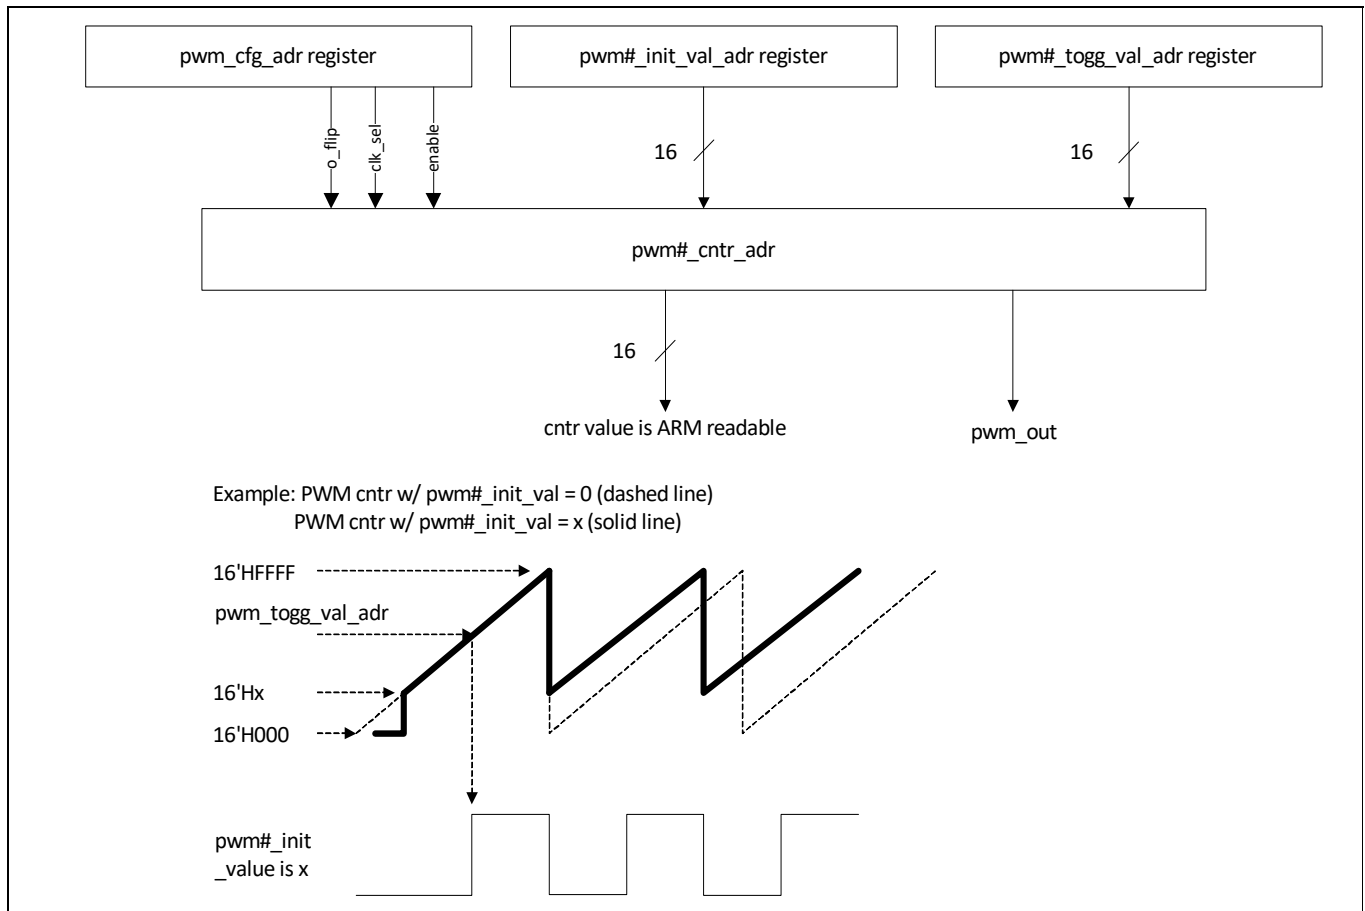 pwm_cfg_adr register
pwm#_init_val_adr register
pwm#_togg_val_adr register
o_flip
clk_sel
enable
16
16
pwm#_cntr_adr
16
cntr value is ARM readable
pwm_out
Example: PWM cntr w/ pwm#_init_val = 0 (dashed line)
PWM cntr w/ pwm#_init_val = x (solid line)
16'HFFFF
pwm_togg_val_adr
16'Hx
16'H000
pwm#_init
_value is x